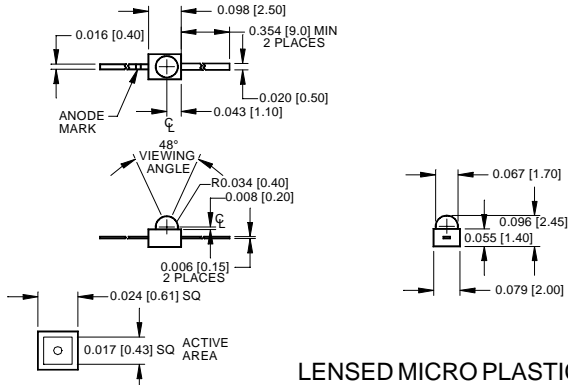 0.098 [2.50]
0.016 [0.40]
0.354 [9.0] MIN
2 PLACES
0.020 [0.50]
0.043 [1.10]
ANODE
MARK
℄
48°
VIEWING
ANGLE
R0.034 [0.40]
0.008 [0.20]
℄
0.006 [0.15]
2 PLACES
0.067 [1.70]
0.096 [2.45]
0.055 [1.40]
0.079 [2.00]
0.024 [0.61] SQ
0.017 [0.43] SQ
ACTIVE
AREA
LENSED MICRO PLASTIC